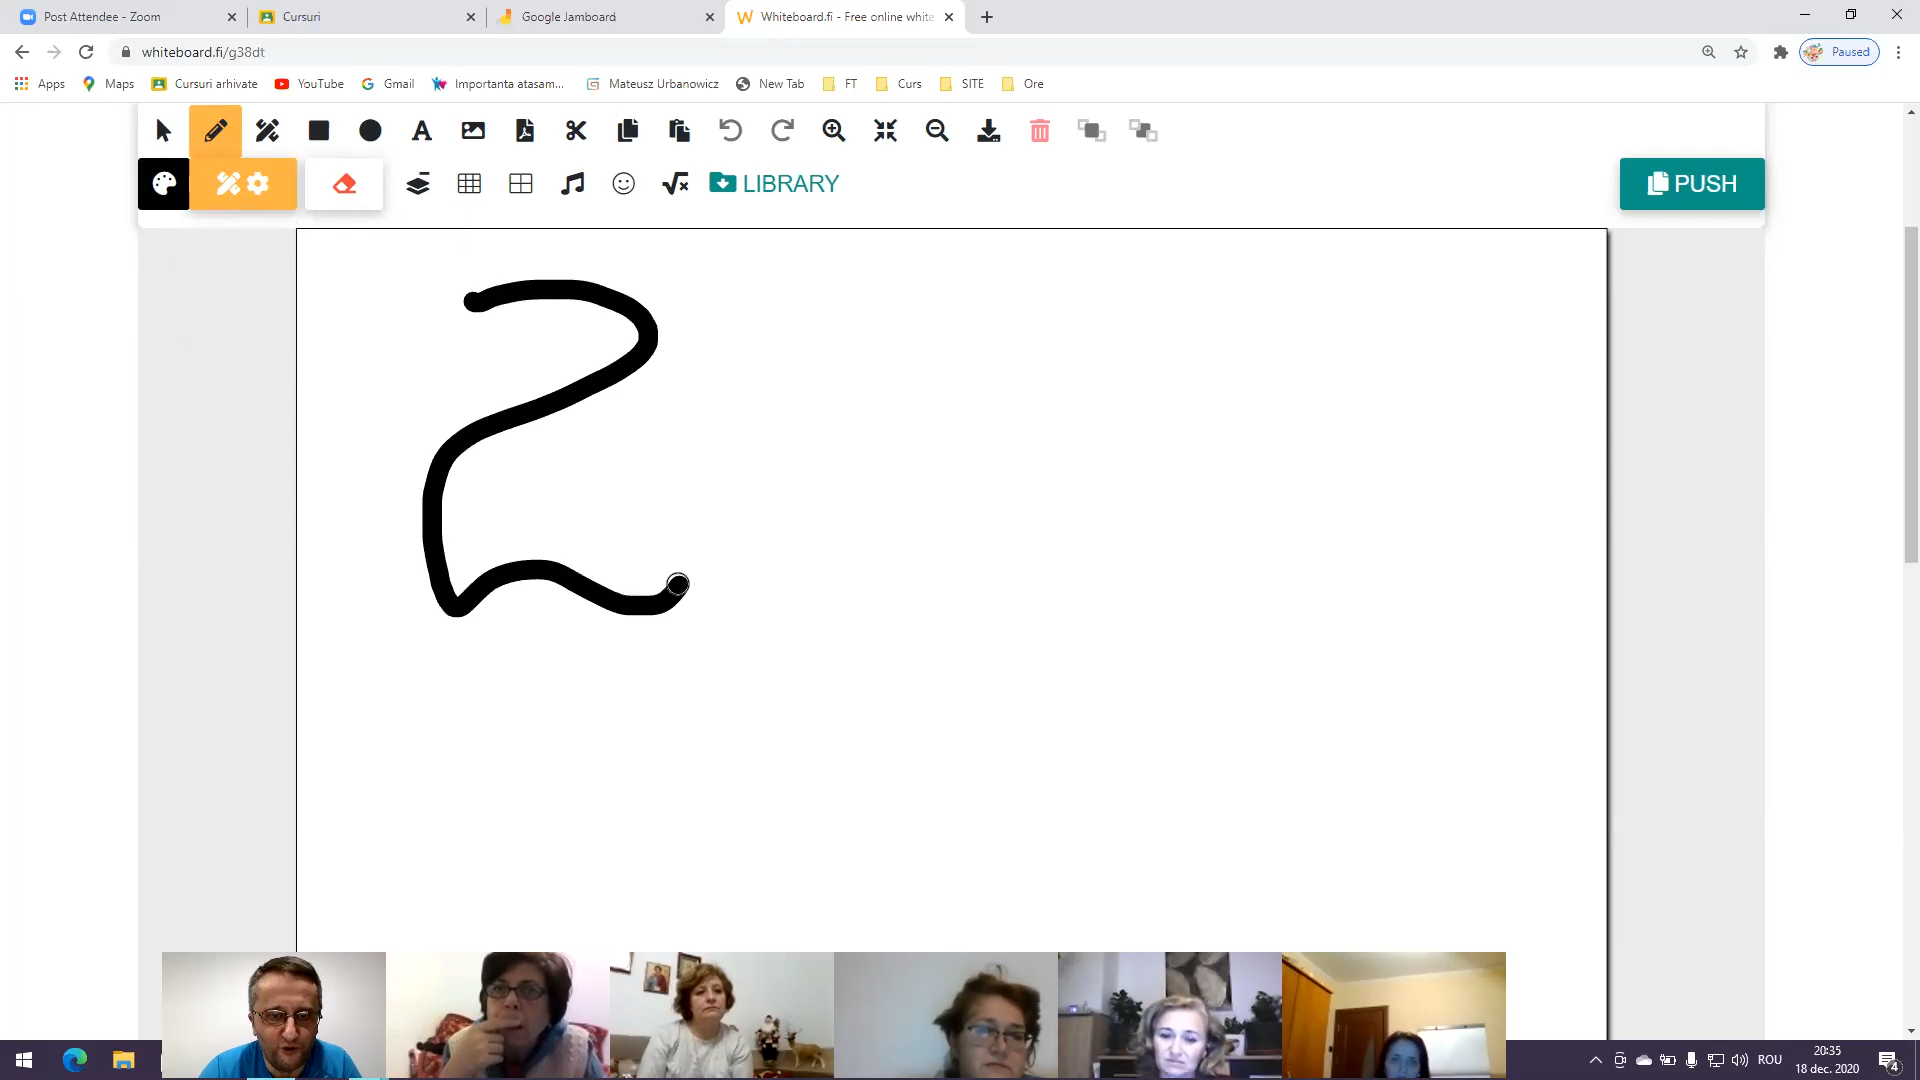 Post Attendee - Zoom
Cursuri
Google Jamboard
Whiteboard.fi - Free online white
whiteboard.fi/g38dt
Paused
Apps
Maps
Cursuri arhivate
YouTube
Gmail
Importanta atasam...
Mateusz Urbanowicz
New Tab
FT
Curs
SITE
Ore
LIBRARY
PUSH
2
ROU
20:35
18 dec. 2020
4